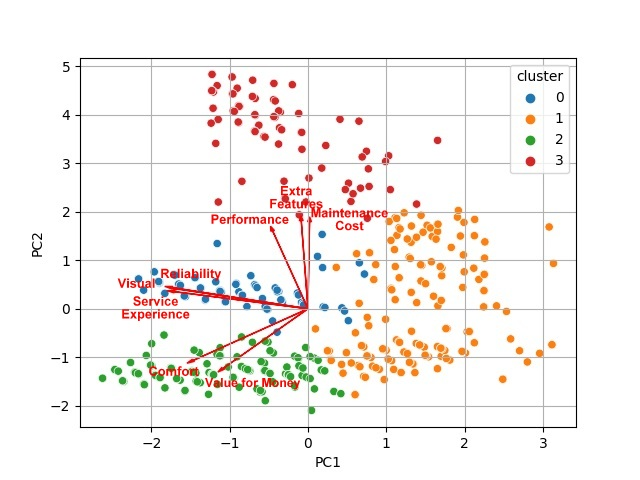 cluster
0
1
2
3
5
4
3
2
1
0
−1
−2
PC2
Extra
Features
Maintenance
Cost
Performance
Reliability
Visual
Service
Experience
Comfort
Value for Money
−2
−1
0
1
2
3
PC1